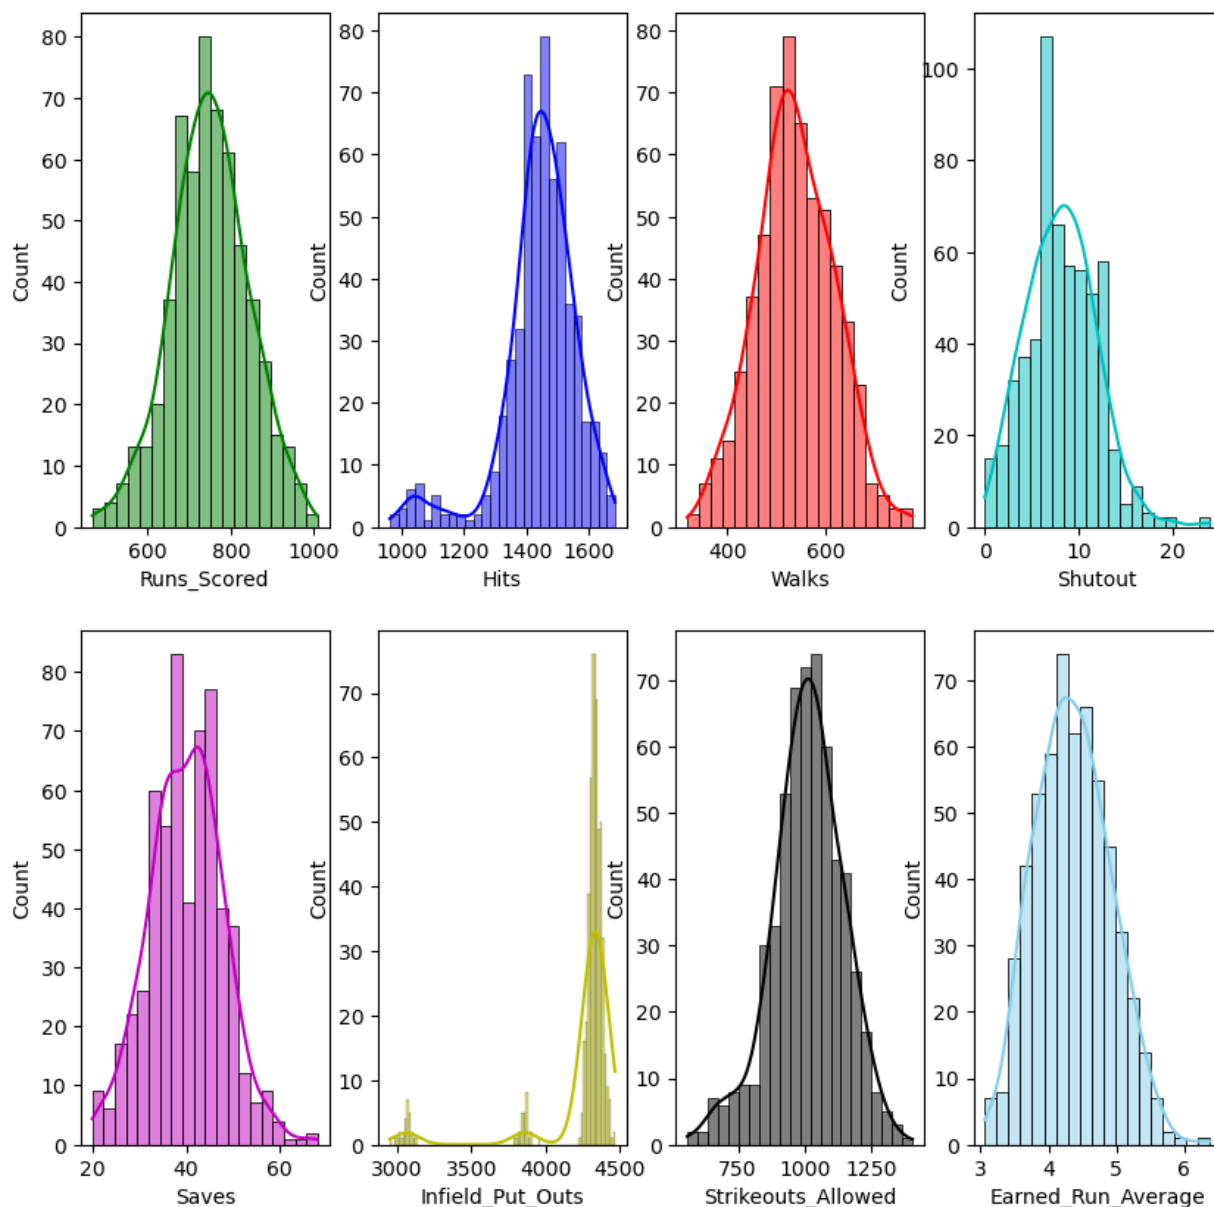 80
70
60
50
40
30
20
10
0
Count
600 800 1000
Runs_Scored
80
70
60
50
40
30
20
10
0
Count
1000 1200 1400 1600
Hits
80
70
60
50
40
30
20
10
0
Count
400 600
Walks
100
80
60
40
20
0
Count
0 10 20
Shutout
80
70
60
50
40
30
20
10
0
Count
20 40 60
Saves
70
60
50
40
30
20
10
0
Count
3000 3500 4000 4500
Infield_Put_Outs
70
60
50
40
30
20
10
0
Count
750 1000 1250
Strikeouts_Allowed
70
60
50
40
30
20
10
0
Count
3 4 5 6
Earned_Run_Average